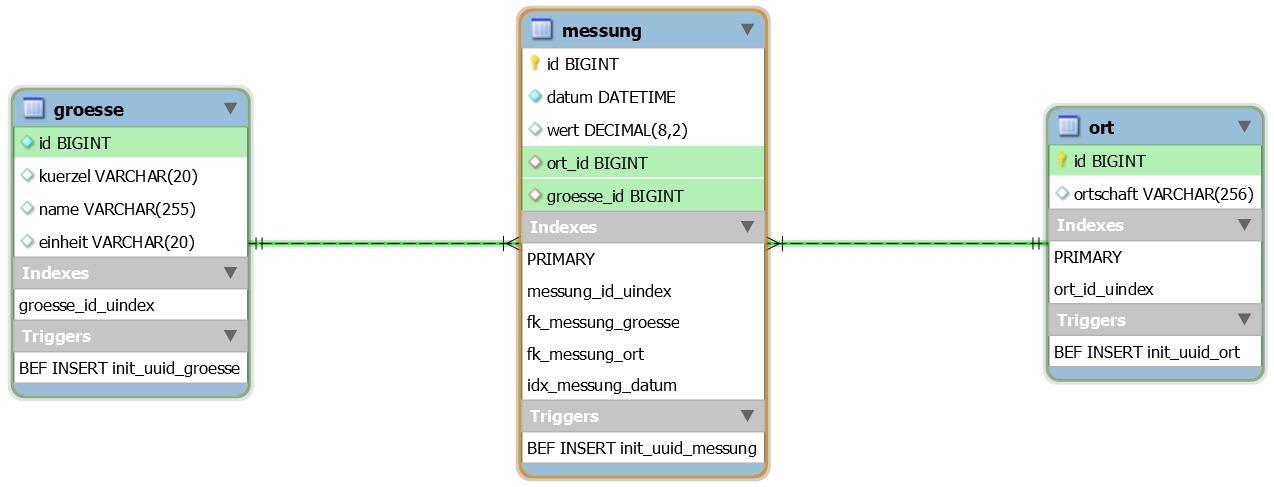 groesse
id BIGINT
kuerzel VARCHAR(20)
name VARCHAR(255)
einheit VARCHAR(20)
Indexes
groesse_id_uindex
Triggers
BEF INSERT init_uuid_groesse
messung
id BIGINT
datum DATETIME
wert DECIMAL(8,2)
ort_id BIGINT
groesse_id BIGINT
Indexes
PRIMARY
messung_id_uindex
fk_messung_groesse
fk_messung_ort
idx_messung_datum
Triggers
BEF INSERT init_uuid_messung
ort
id BIGINT
ortschaft VARCHAR(256)
Indexes
PRIMARY
ort_id_uindex
Triggers
BEF INSERT init_uuid_ort